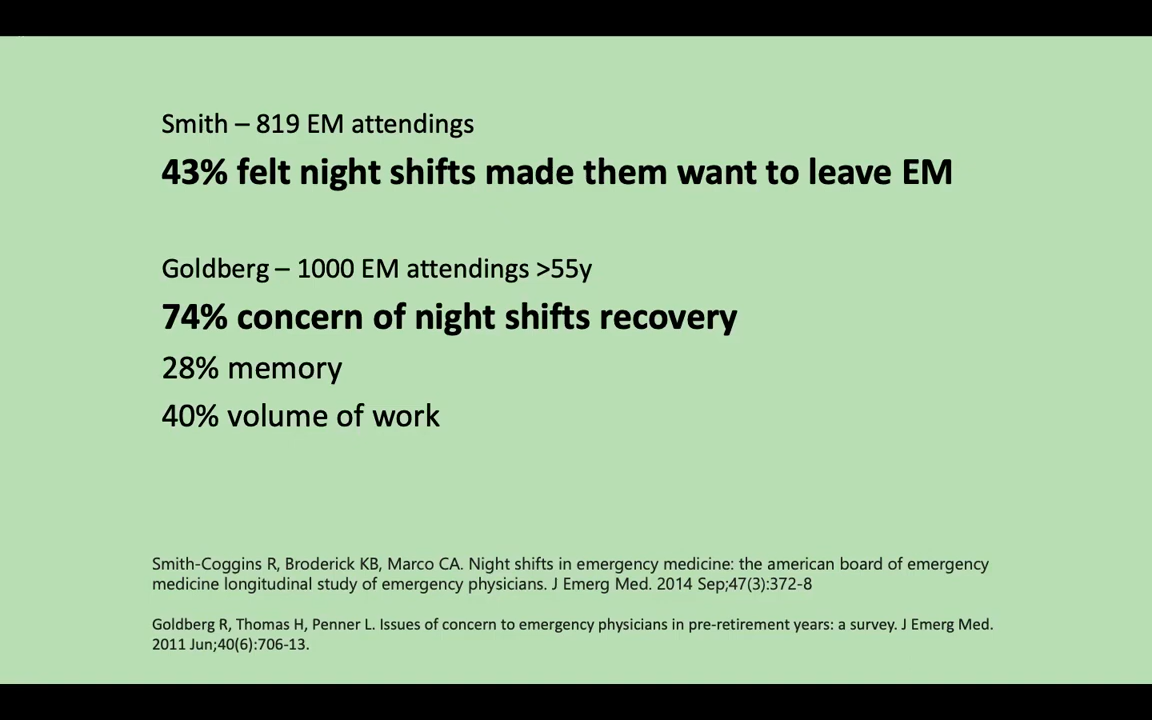 Smith – 819 EM attendings
43% felt night shifts made them want to leave EM
Goldberg – 1000 EM attendings >55y
74% concern of night shifts recovery
28% memory
40% volume of work
Smith-Coggins R, Broderick KB, Marco CA. Night shifts in emergency medicine: the american board of emergency
medicine longitudinal study of emergency physicians. J Emerg Med. 2014 Sep;47(3):372-8
Goldberg R, Thomas H, Penner L. Issues of concern to emergency physicians in pre-retirement years: a survey. J Emerg Med.
2011 Jun;40(6):706-13.